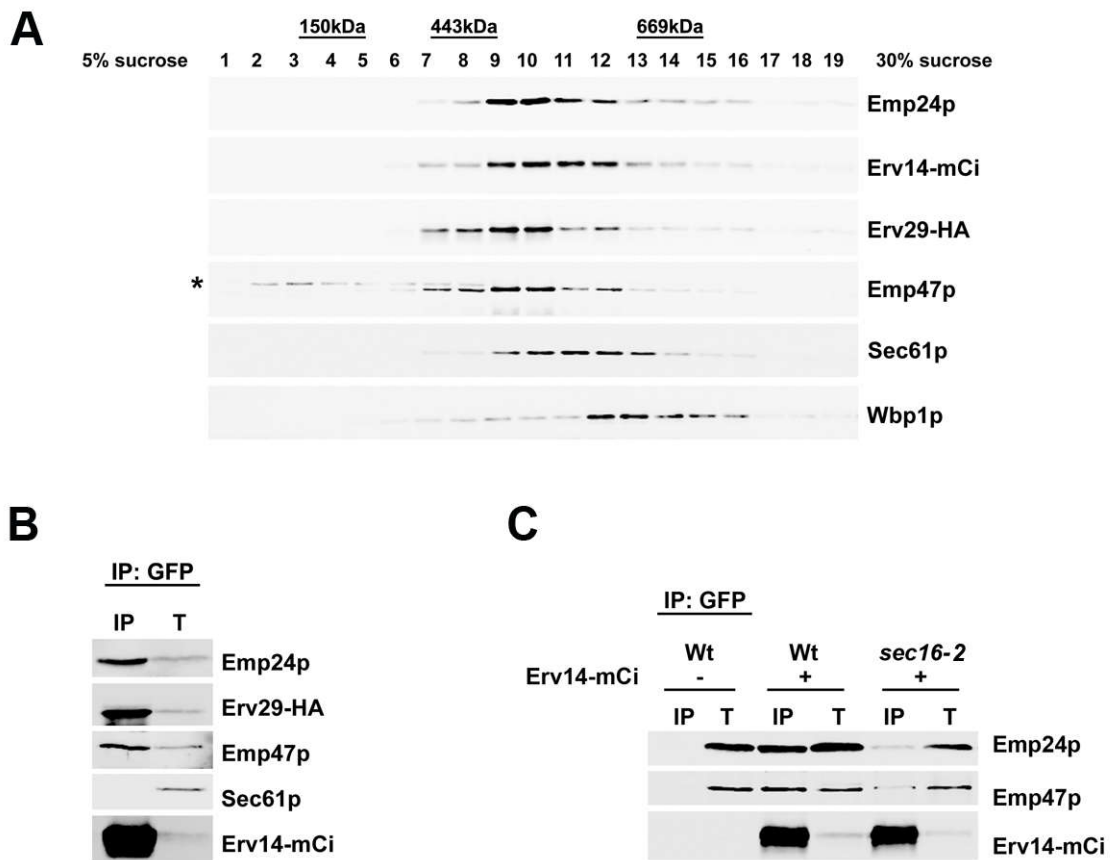 A
150kDa 443kDa 669kDa
5% sucrose 1 2 3 4 5 6 7 8 9 10 11 12 13 14 15 16 17 18 19 30% sucrose
Emp24p
Erv14-mCi
Erv29-HA
* Emp47p
Sec61p
Wbp1p
B
IP: GFP
IP T
Emp24p
Erv29-HA
Emp47p
Sec61p
Erv14-mCi
C
IP: GFP
Wt Wt sec16-2
Erv14-mCi - + +
IP T IP T IP T
Emp24p
Emp47p
Erv14-mCi